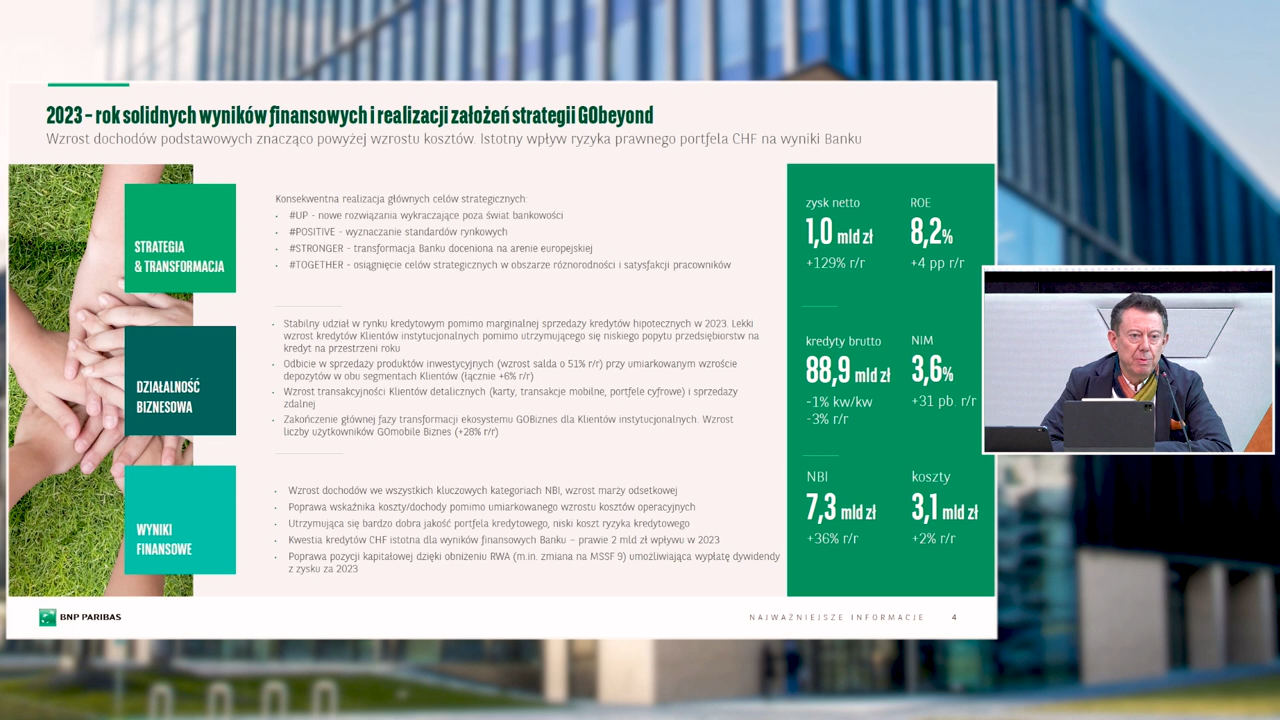 2023 – rok solidnych wyników finansowych i realizacji założeń strategii GObeyond
Wzrost dochodów podstawowych znacząco powyżej wzrostu kosztów. Istotny wpływ ryzyka prawnego portfela CHF na wyniki Banku
STRATEGIA
& TRANSFORMACJA
Konsekwentna realizacja głównych celów strategicznych:
• #UP - nowe rozwiązania wykraczające poza świat bankowości
• #POSITIVE - wyznaczanie standardów rynkowych
• #STRONGER - transformacja Banku doceniona na arenie europejskiej
• #TOGETHER - osiągnięcie celów strategicznych w obszarze różnorodności i satysfakcji pracowników
DZIAŁALNOŚĆ
BIZNESOWA
• Stabilny udział w rynku kredytowym pomimo marginalnej sprzedaży kredytów hipotecznych w 2023. Lekki
wzrost kredytów Klientów instytucjonalnych pomimo utrzymującego się niskiego popytu przedsiębiorstw na
kredyt na przestrzeni roku
• Odbicie w sprzedaży produktów inwestycyjnych (wzrost salda o 51% r/r) przy umiarkowanym wzroście
depozytów w obu segmentach Klientów (łącznie +6% r/r)
• Wzrost transakcyjności Klientów detalicznych (karty, transakcje mobilne, portfele cyfrowe) i sprzedaży
zdalnej
• Zakończenie głównej fazy transformacji ekosystemu GOBiznes dla Klientów instytucjonalnych. Wzrost
liczby użytkowników GOmobile Biznes (+28% r/r)
WYNIKI
FINANSOWE
• Wzrost dochodów we wszystkich kluczowych kategoriach NBI, wzrost marży odsetkowej
• Poprawa wskaźnika koszty/dochody pomimo umiarkowanego wzrostu kosztów operacyjnych
• Utrzymująca się bardzo dobra jakość portfela kredytowego, niski koszt ryzyka kredytowego
• Kwestia kredytów CHF istotna dla wyników finansowych Banku – prawie 2 mld zł wpływu w 2023
• Poprawa pozycji kapitałowej dzięki obniżeniu RWA (m.in. zmiana na MSSF 9) umożliwiająca wypłatę dywidendy
z zysku za 2023
zysk netto
1,0 mld zł
+129% r/r
ROE
8,2%
+4 pp r/r
kredyty brutto
88,9 mld zł
-1% kw/kw
-3% r/r
NIM
3,6%
+31 pb. r/r
NBI
7,3 mld zł
+36% r/r
koszty
3,1 mld zł
+2% r/r
BNP PARIBAS
NAJWAŻNIEJSZE INFORMACJE
4